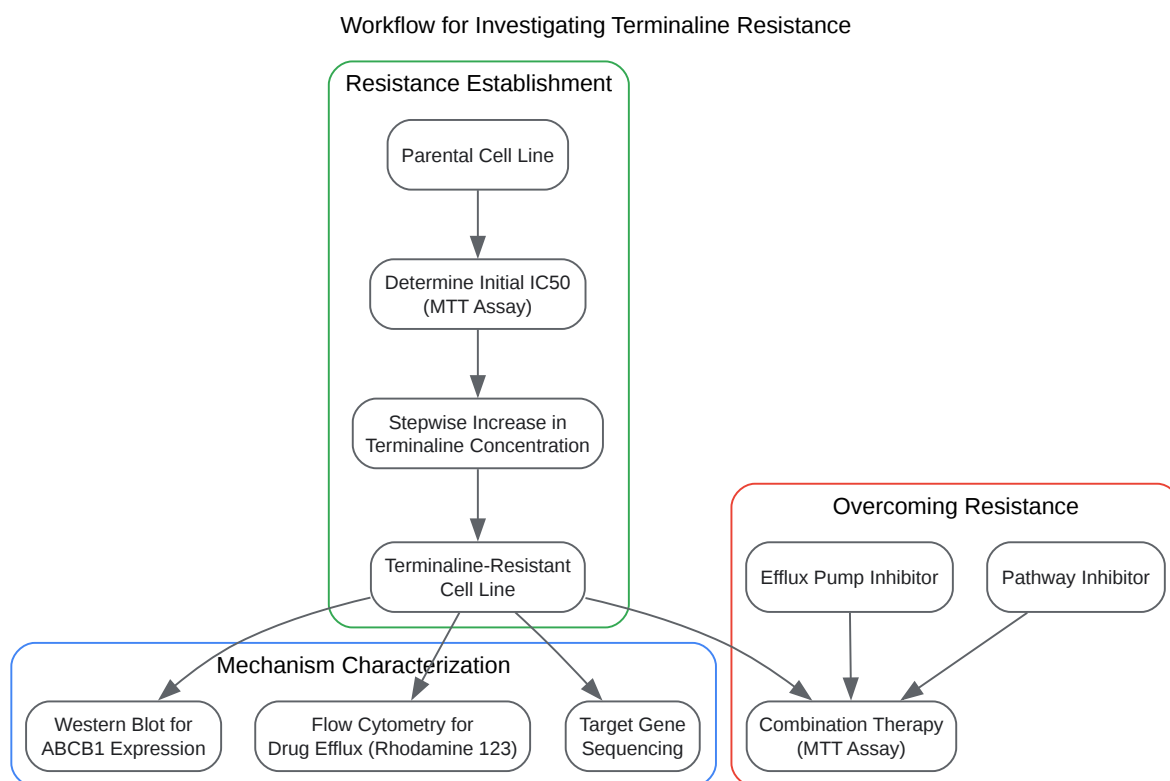 Workflow for Investigating Terminaline Resistance
Resistance Establishment
Parental Cell Line
Determine Initial IC50
(MTT Assay)
Stepwise Increase in
Terminaline Concentration
Terminaline-Resistant
Cell Line
Overcoming Resistance
Efflux Pump Inhibitor
Pathway Inhibitor
Combination Therapy
(MTT Assay)
Mechanism Characterization
Western Blot for
ABCB1 Expression
Flow Cytometry for
Drug Efflux (Rhodamine 123)
Target Gene
Sequencing